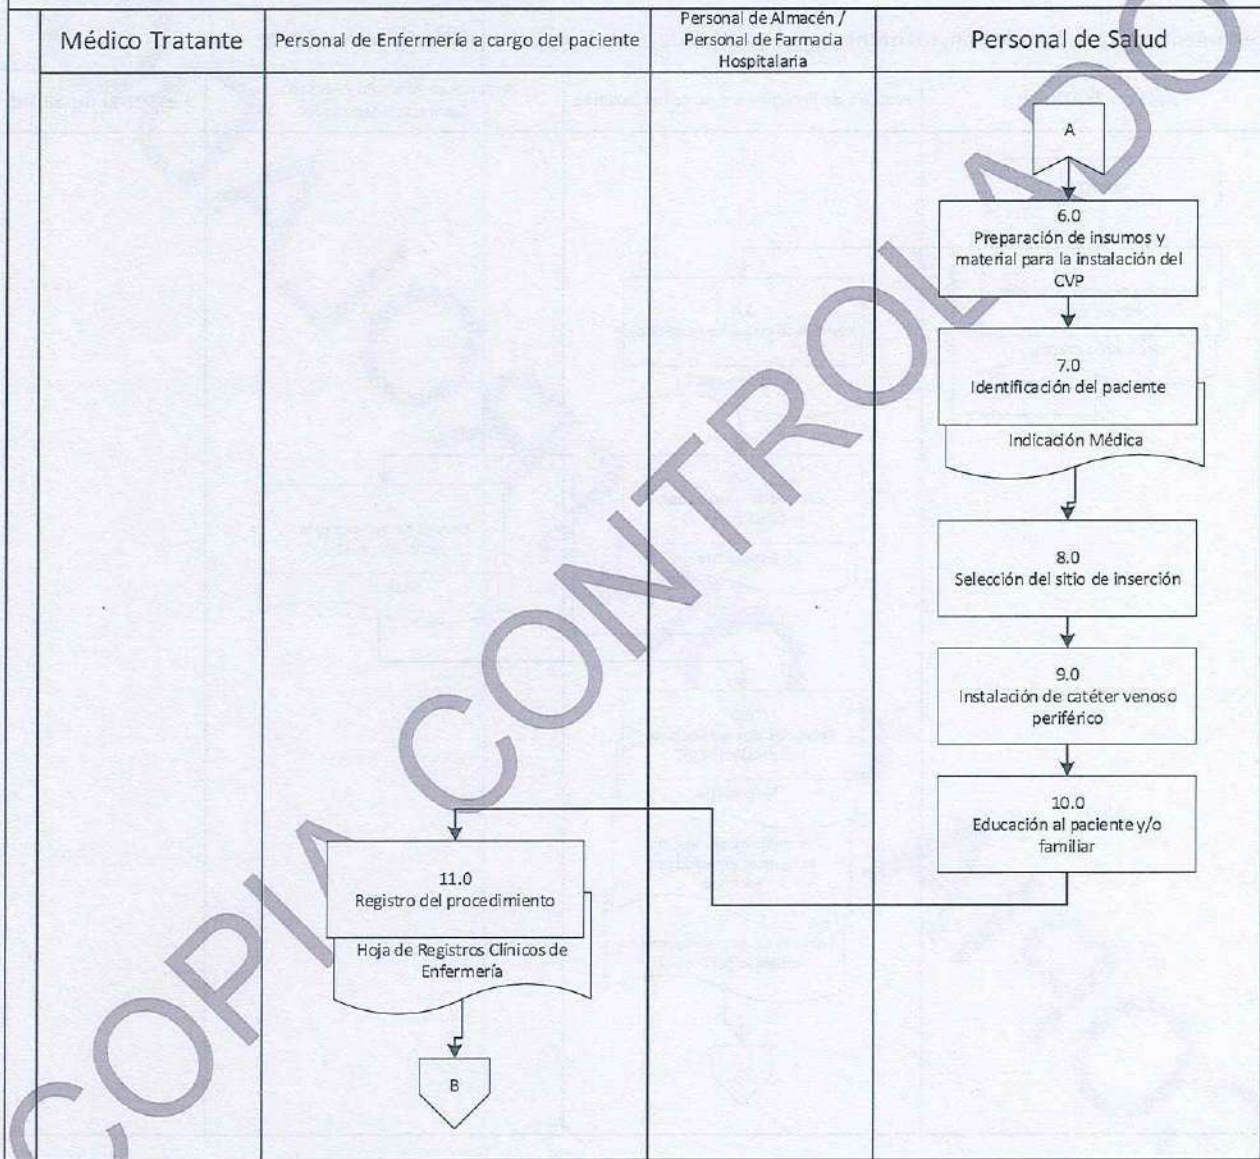 Médico Tratante
Personal de Enfermería a cargo del paciente
Personal de Almacén /
Personal de Farmacia
Hospitalaria
Personal de Salud
A
6.0
Preparación de insumos y
material para la instalación del
CVP
7.0
Identificación del paciente
Indicación Médica
8.0
Selección del sitio de inserción
9.0
Instalación de catéter venoso
periférico
10.0
Educación al paciente y/o
familiar
11.0
Registro del procedimiento
Hoja de Registros Clínicos de
Enfermería
B
COPIA CONTROLADO